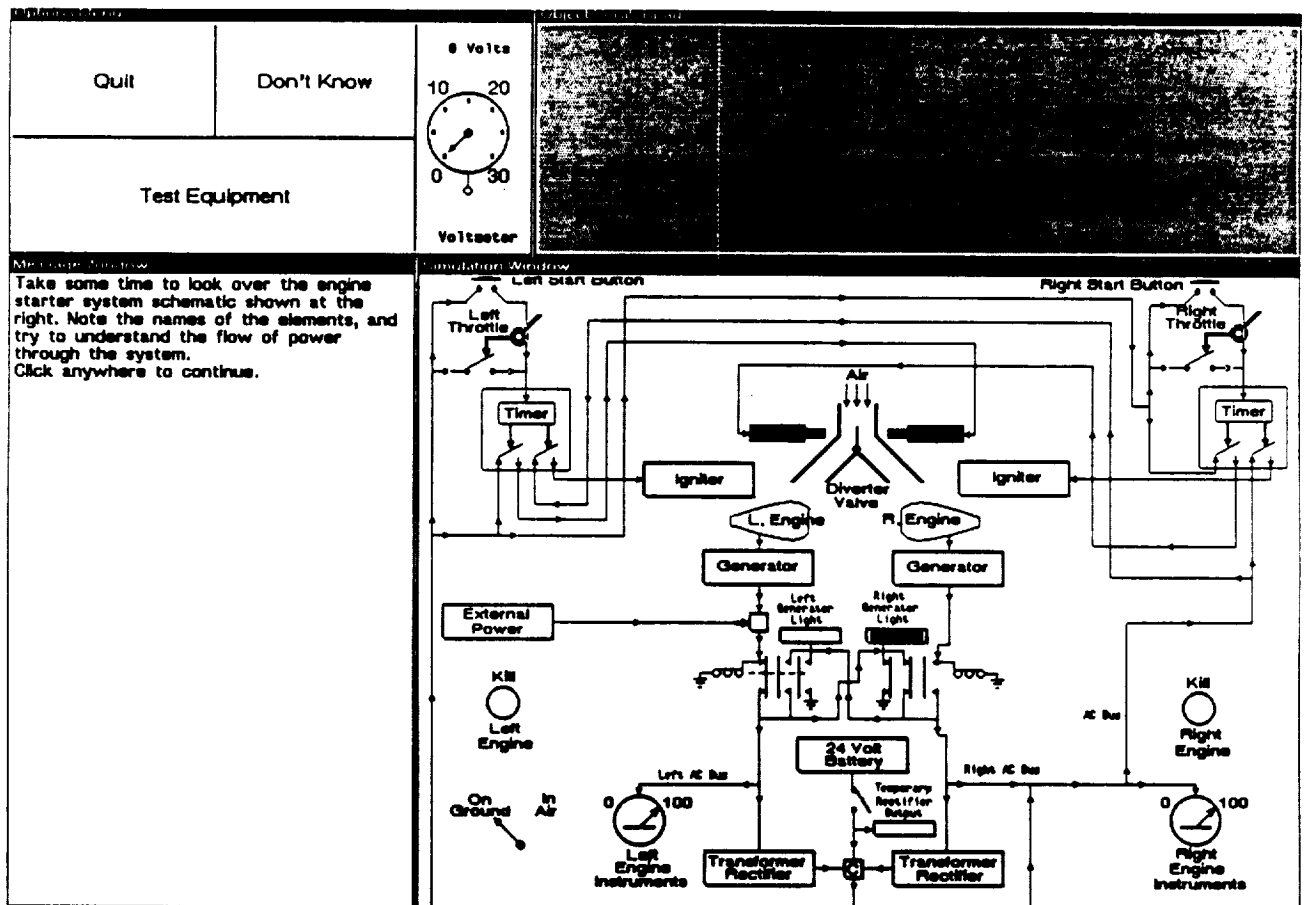 Quit
Don't Know
Test Equipment
0 Volts
10
20
0
30
Voltmeter
Message Window
Take some time to look over the engine
starter system schematic shown at the
right. Note the names of the elements, and
try to understand the flow of power
through the system.
Click anywhere to continue.
Simulation Window
Left Start Button
Right Start Button
Left
Throttle
Right
Throttle
Air
Timer
Timer
Igniter
Igniter
Diverter
Valve
L. Engine
R. Engine
Generator
Generator
External
Power
Left
Generator
Light
Right
Generator
Light
Kill
Left
Engine
Kill
Right
Engine
AC Bus
24 Volt
Battery
Left AC Bus
Right AC Bus
Temporary
Rectifier
Output
On
Ground
In
Air
0
100
Left
Engine
Instruments
0
100
Right
Engine
Instruments
Transformer
Rectifier
Transformer
Rectifier